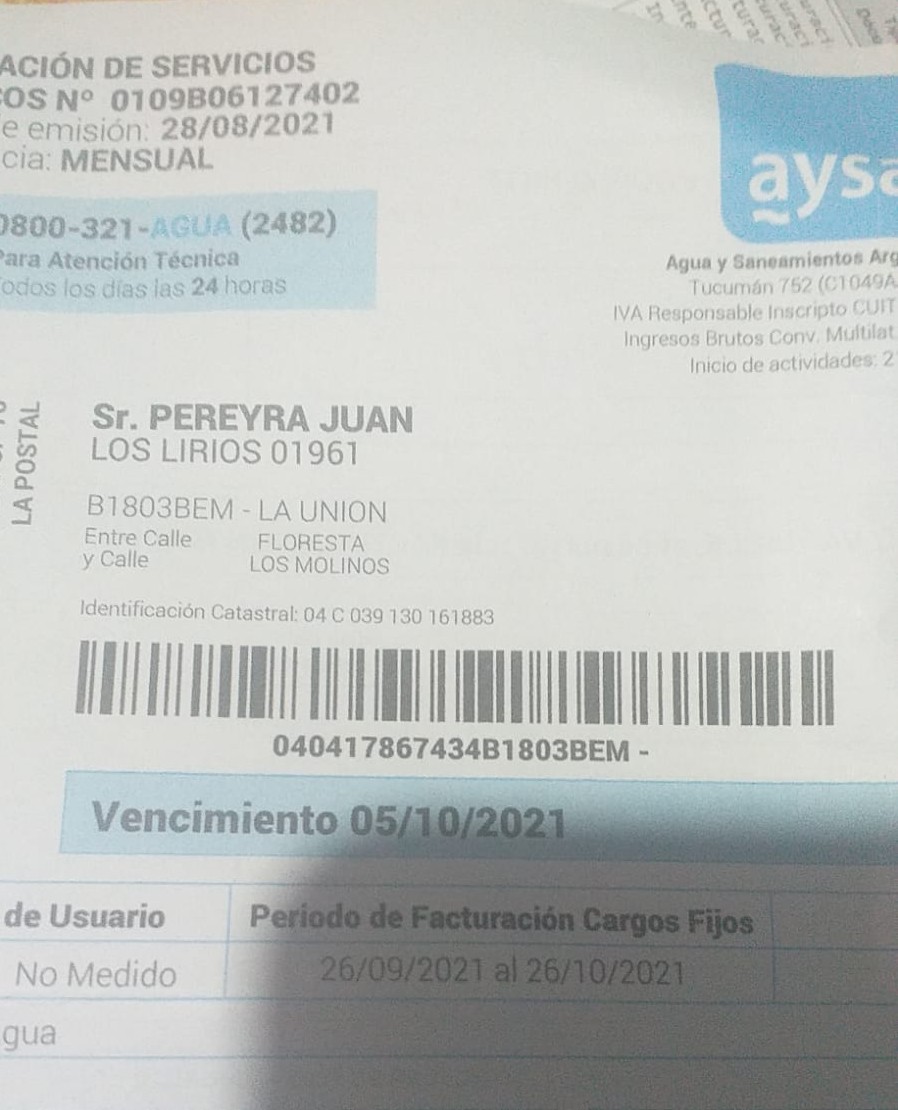 ACIÓN DE SERVICIOS
OS Nº 0109B06127402
e emisión: 28/08/2021
cia: MENSUAL
0800-321-AGUA (2482)
Para Atención Técnica
Todos los días las 24 horas
aysa
Agua y Saneamientos Arg
Tucumán 752 (C1049A
IVA Responsable Inscripto CUIT
Ingresos Brutos Conv. Multilat
Inicio de actividades: 2
LA POSTAL
Sr. PEREYRA JUAN
LOS LIRIOS 01961
B1803BEM - LA UNION
Entre Calle FLORESTA
y Calle LOS MOLINOS
Identificación Catastral: 04 C 039 130 161883
040417867434B1803BEM -
Vencimiento 05/10/2021
de Usuario Periodo de Facturación Cargos Fijos
No Medido 26/09/2021 al 26/10/2021
gua